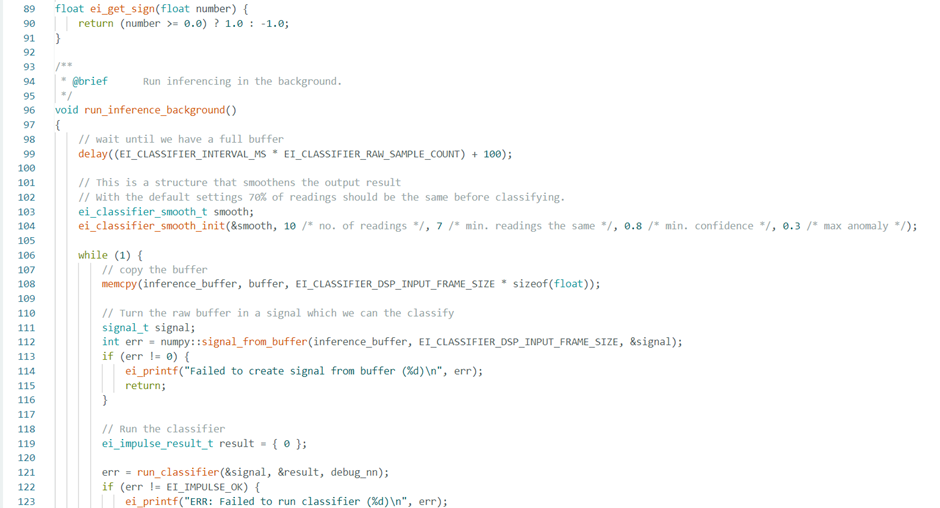 89 float ei_get_sign(float number) {
90     return (number >= 0.0) ? 1.0 : -1.0;
91 }
92
93 /**
94  * @brief      Run inferencing in the background.
95  */
96 void run_inference_background()
97 {
98     // wait until we have a full buffer
99     delay((EI_CLASSIFIER_INTERVAL_MS * EI_CLASSIFIER_RAW_SAMPLE_COUNT) + 100);
100
101     // This is a structure that smoothens the output result
102     // With the default settings 70% of readings should be the same before classifying.
103     ei_classifier_smooth_t smooth;
104     ei_classifier_smooth_init(&smooth, 10 /* no. of readings */, 7 /* min. readings the same */, 0.8 /* min. confidence */, 0.3 /* max anomaly */);
105
106     while (1) {
107         // copy the buffer
108         memcpy(inference_buffer, buffer, EI_CLASSIFIER_DSP_INPUT_FRAME_SIZE * sizeof(float));
109
110         // Turn the raw buffer in a signal which we can the classify
111         signal_t signal;
112         int err = numpy::signal_from_buffer(inference_buffer, EI_CLASSIFIER_DSP_INPUT_FRAME_SIZE, &signal);
113         if (err != 0) {
114             ei_printf("Failed to create signal from buffer (%d)\n", err);
115             return;
116         }
117
118         // Run the classifier
119         ei_impulse_result_t result = { 0 };
120
121         err = run_classifier(&signal, &result, debug_nn);
122         if (err != EI_IMPULSE_OK) {
123             ei_printf("ERR: Failed to run classifier (%d)\n", err);